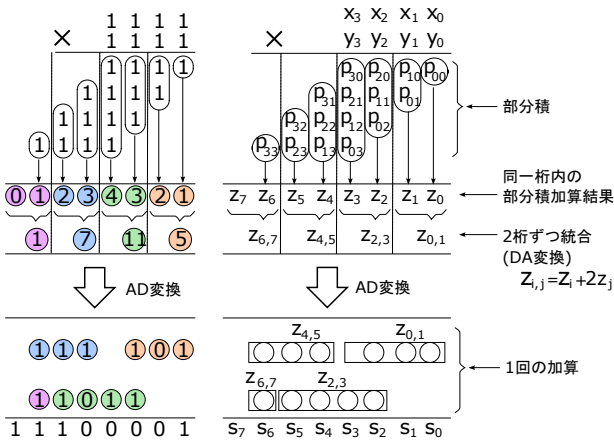 1 1 1 1
× 1 1 1 1
1 1 1 1
1 1 1 1
1 1 1 1
1 1 1 1
0 1 2 3 4 3 2 1
1 7 11 5
AD変換
1 1 1 1 0 1
1 1 0 1 1
1 1 1 0 0 0 0 1
x₃ x₂ x₁ x₀
× y₃ y₂ y₁ y₀
p₃₀ p₂₀ p₁₀ p₀₀
p₃₁ p₂₁ p₁₁ p₀₁
p₃₂ p₂₂ p₁₂ p₀₂
p₃₃ p₂₃ p₁₃ p₀₃
z₇ z₆ z₅ z₄ z₃ z₂ z₁ z₀
z₆,₇ z₄,₅ z₂,₃ z₀,₁
AD変換
z₄,₅ z₀,₁
z₆,₇ z₂,₃
s₇ s₆ s₅ s₄ s₃ s₂ s₁ s₀
部分積
同一桁内の
部分積加算結果
2桁ずつ統合
(DA変換)
Zᵢ,ⱼ=Zᵢ+2zⱼ
1回の加算